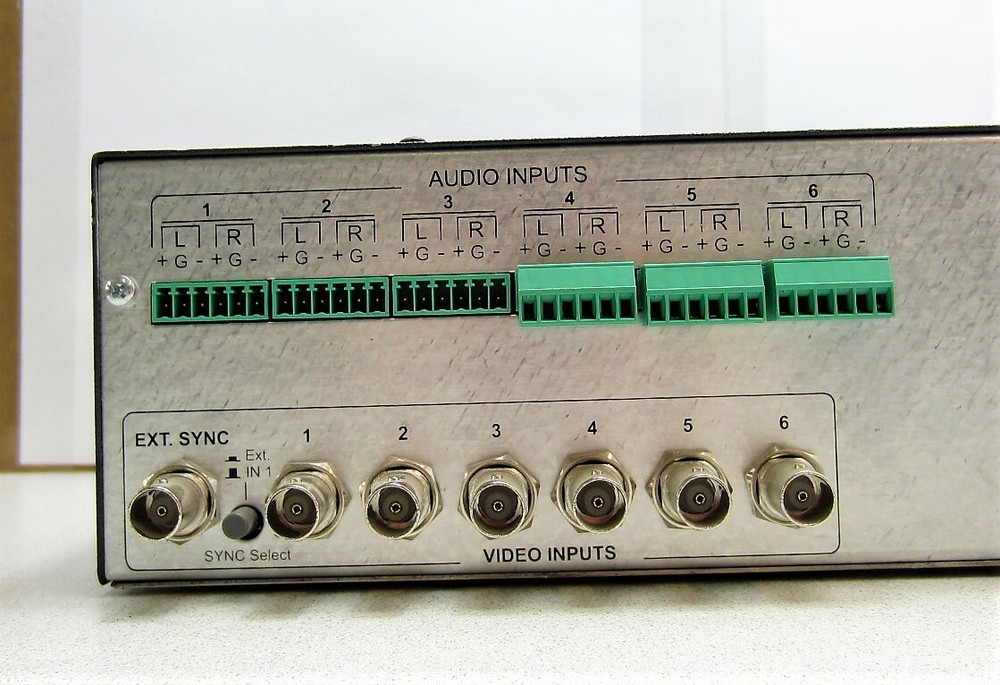 AUDIO INPUTS
1 2 3 4 5 6
L R L R L R L R L R L R
+ G - + G - + G - + G - + G - + G - + G - + G - + G - + G - + G - + G -
EXT. SYNC 1 2 3 4 5 6
Ext.
IN 1
SYNC Select
VIDEO INPUTS